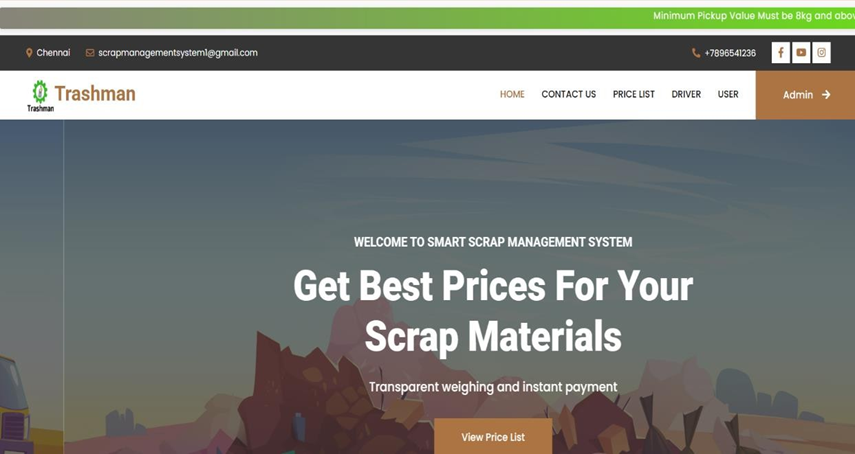 Minimum Pickup Value Must be 8kg and
Chennai scrapmanagementsystem1@gmail.com +7896541236
Trashman Trashman HOME CONTACT US PRICE LIST DRIVER USER Admin
WELCOME TO SMART SCRAP MANAGEMENT SYSTEM
Get Best Prices For Your
Scrap Materials
Transparent weighing and instant payment
View Price List